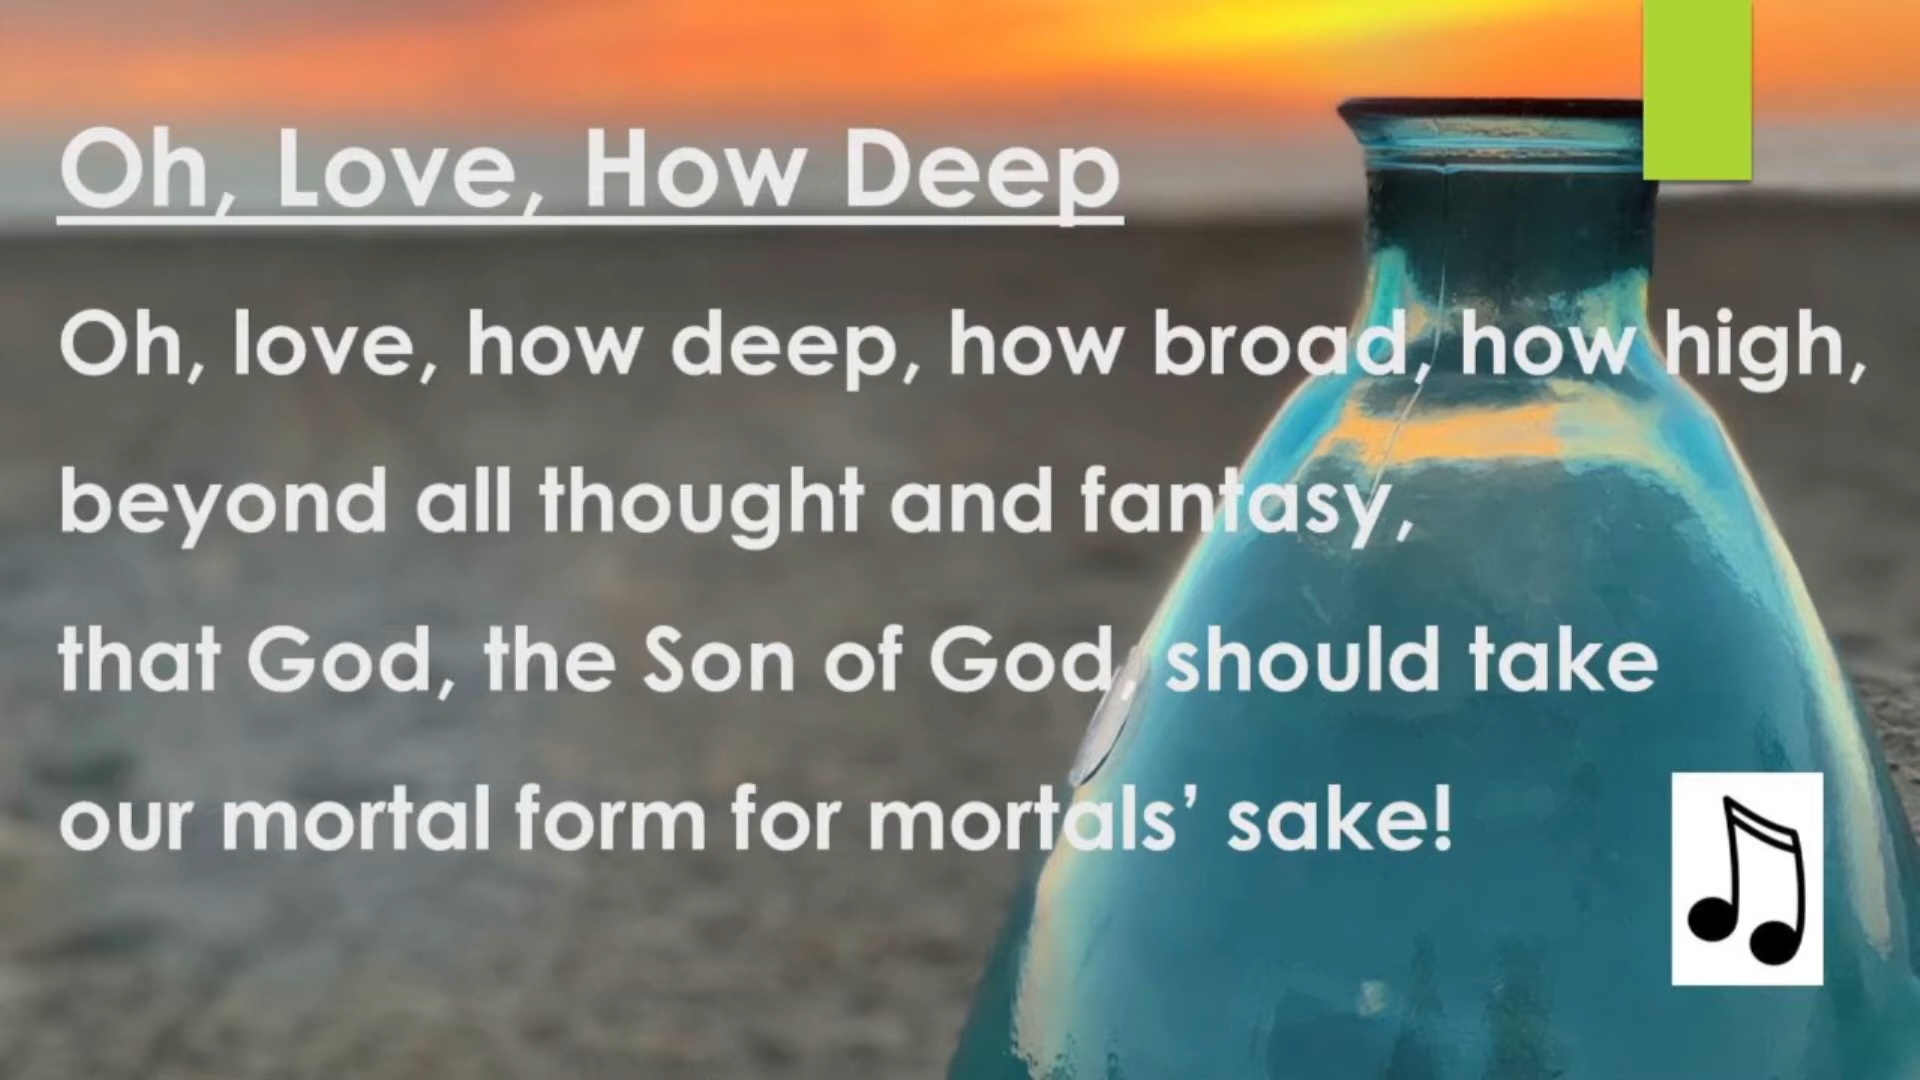 Oh, Love, How Deep
Oh, love, how deep, how broad, how high,
beyond all thought and fantasy,
that God, the Son of God, should take
our mortal form for mortals’ sake!